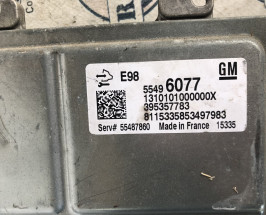 E98
GM
5549 6077
1310101000000X
395357783
8115335853497983
Serv# 55487860 Made in France 15335